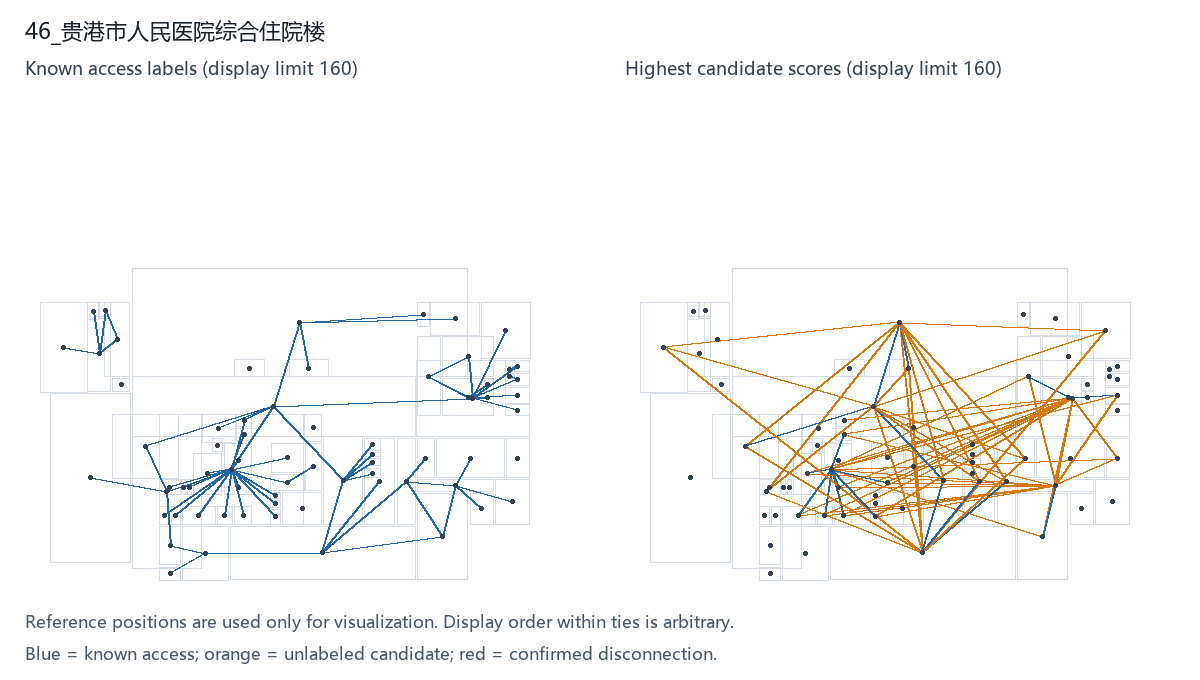 46_贵港市人民医院综合住院楼
Known access labels (display limit 160)
Highest candidate scores (display limit 160)
Reference positions are used only for visualization. Display order within ties is arbitrary.
Blue = known access; orange = unlabeled candidate; red = confirmed disconnection.